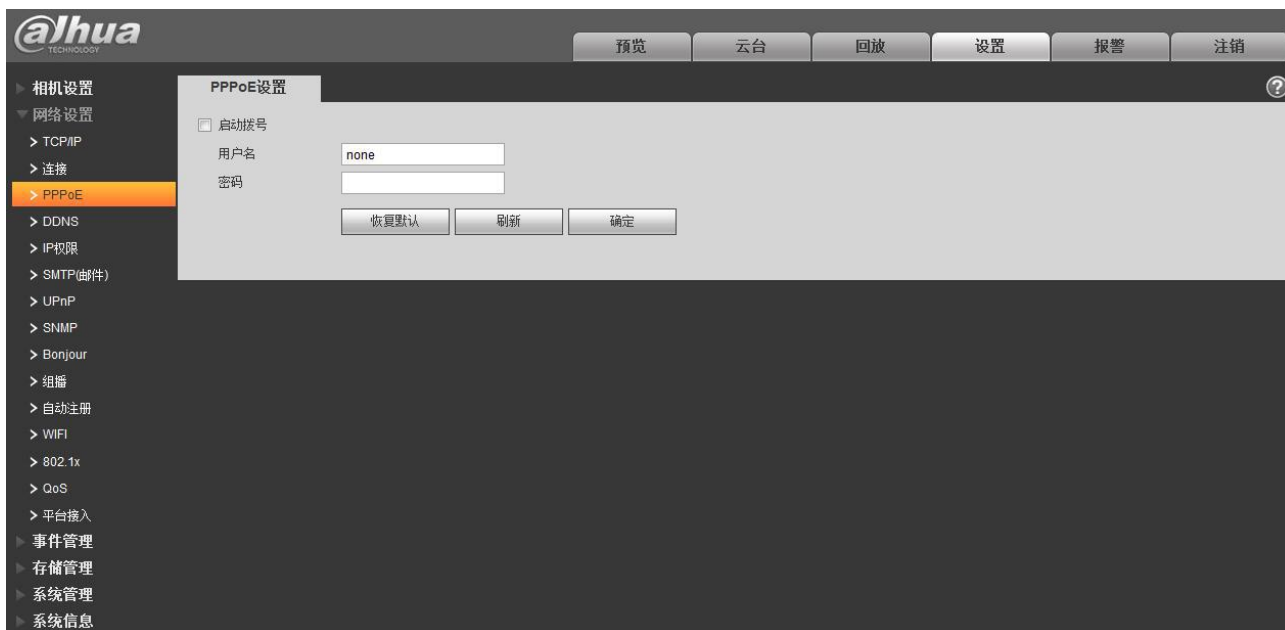 alhua
TECHNOLOGY
预览
云台
回放
设置
报警
注销
相机设置
网络设置
> TCP/IP
> 连接
> PPPoE
> DDNS
> IP权限
> SMTP(邮件)
> UPnP
> SNMP
> Bonjour
> 组播
> 自动注册
> WIFI
> 802.1x
> QoS
> 平台接入
事件管理
存储管理
系统管理
系统信息
PPPoE设置
?
启动拨号
用户名 none
密码
恢复默认 刷新 确定